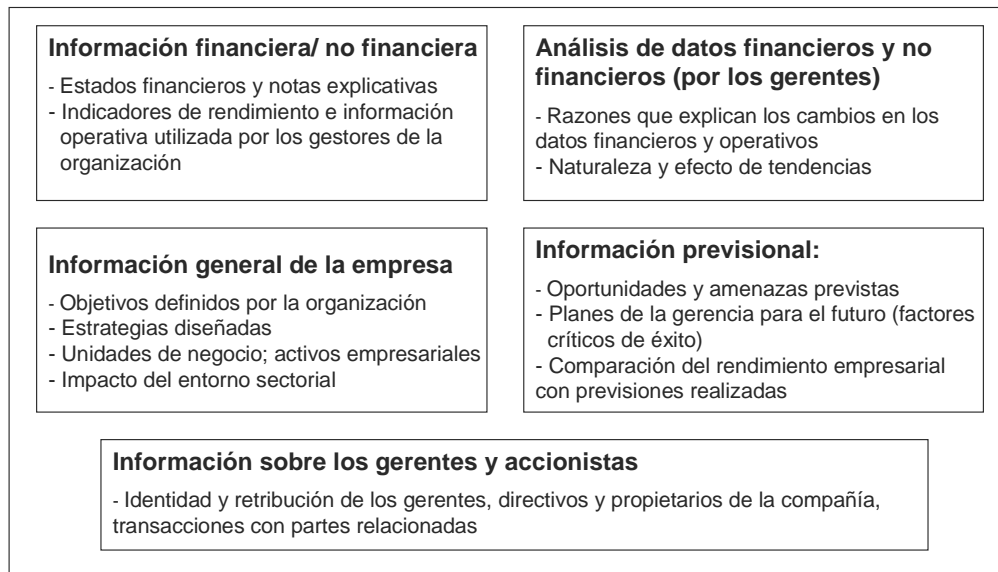 Información financiera/ no financiera
- Estados financieros y notas explicativas
- Indicadores de rendimiento e información
operativa utilizada por los gestores de la
organización
Análisis de datos financieros y no
financieros (por los gerentes)
- Razones que explican los cambios en los
datos financieros y operativos
- Naturaleza y efecto de tendencias
Información general de la empresa
- Objetivos definidos por la organización
- Estrategias diseñadas
- Unidades de negocio; activos empresariales
- Impacto del entorno sectorial
Información previsional:
- Oportunidades y amenazas previstas
- Planes de la gerencia para el futuro (factores
críticos de éxito)
- Comparación del rendimiento empresarial
con previsiones realizadas
Información sobre los gerentes y accionistas
- Identidad y retribución de los gerentes, directivos y propietarios de la compañía,
transacciones con partes relacionadas